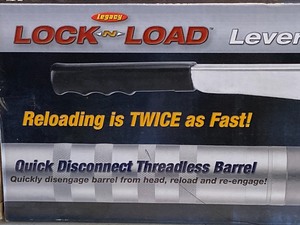 legacy
LOCK-N-LOAD™ Lever
Reloading is TWICE as Fast!
Quick Disconnect Threadless Barrel
Quickly disengage barrel from head, reload and re-engage!